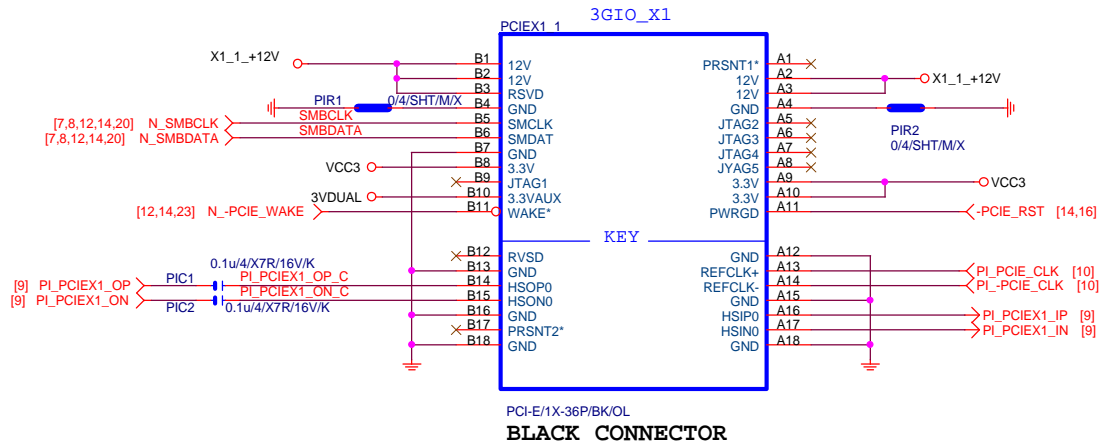 3GIO_X1
PCIEX1_1
X1_1_+12V
B1 12V PRSNT1* A1
B2 12V 12V A2 X1_1_+12V
B3 RSVD 12V A3
PIR1 0/4/SHT/M/X B4 GND GND A4
PIR2
0/4/SHT/M/X
[7,8,12,14,20] N_SMBCLK SMBCLK B5 SMCLK JTAG2 A5
[7,8,12,14,20] N_SMBDATA SMBDATA B6 SMDAT JTAG3 A6
B7 GND JTAG4 A7
VCC3 B8 3.3V JYAG5 A8
B9 JTAG1 3.3V A9 VCC3
3VDUAL B10 3.3VAUX 3.3V A10
[12,14,23] N_-PCIE_WAKE B11 WAKE* PWRGD A11 -PCIE_RST [14,16]
KEY
B12 RVSD GND A12
B13 GND REFCLK+ A13 PI_PCIE_CLK [10]
0.1u/4/X7R/16V/K
[9] PI_PCIEX1_OP PIC1 PI_PCIEX1_OP_C B14 HSOP0 REFCLK- A14 PI_-PCIE_CLK [10]
[9] PI_PCIEX1_ON PIC2 PI_PCIEX1_ON_C B15 HSON0 GND A15
0.1u/4/X7R/16V/K
B16 GND HSIP0 A16 PI_PCIEX1_IP [9]
B17 PRSNT2* HSIN0 A17 PI_PCIEX1_IN [9]
B18 GND GND A18
PCI-E/1X-36P/BK/OL
BLACK CONNECTOR